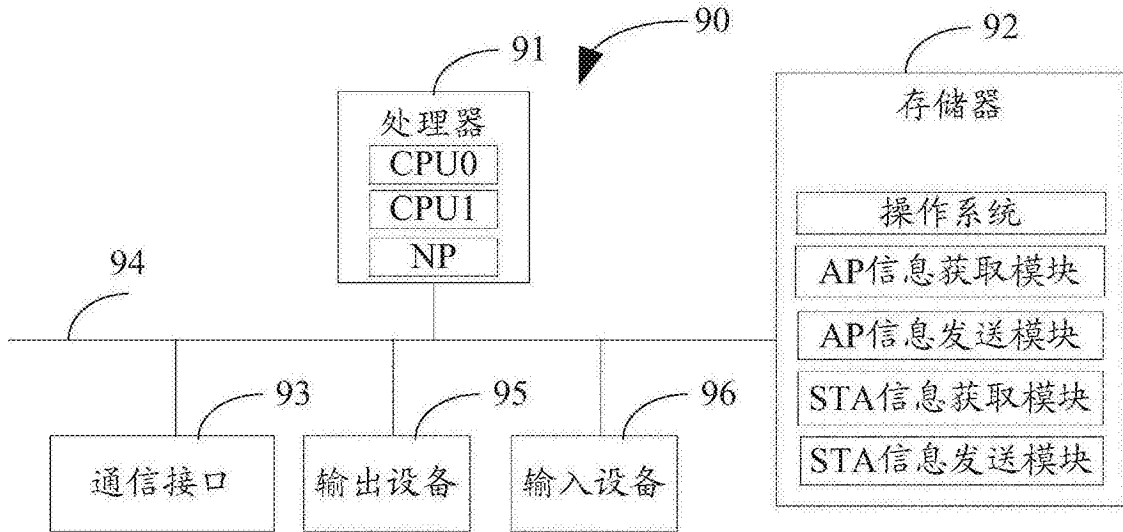 90
91
92
处理器
CPU0
CPU1
NP
存储器
操作系统
AP信息获取模块
AP信息发送模块
STA信息获取模块
STA信息发送模块
94
93
95
96
通信接口
输出设备
输入设备